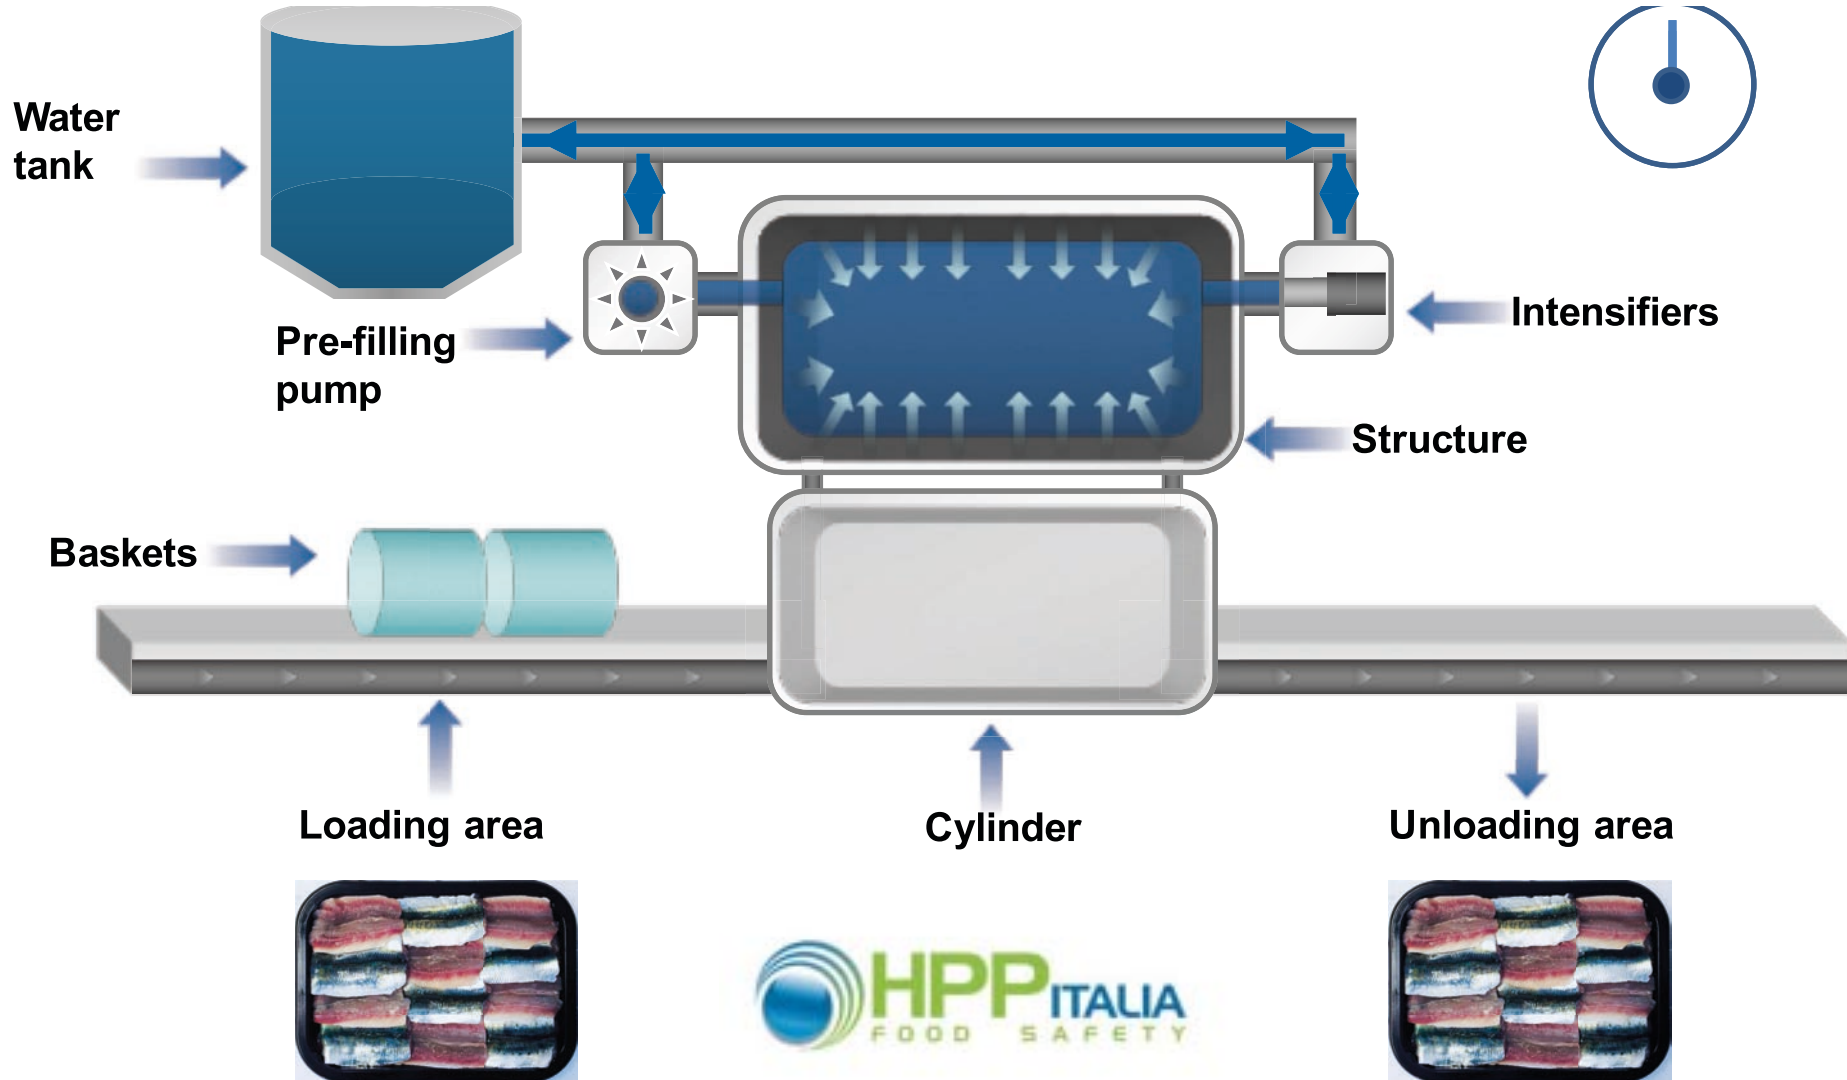 Water
tank
Pre-filling
pump
Intensifiers
Structure
Baskets
Loading area
Cylinder
Unloading area
HPP ITALIA
FOOD SAFETY